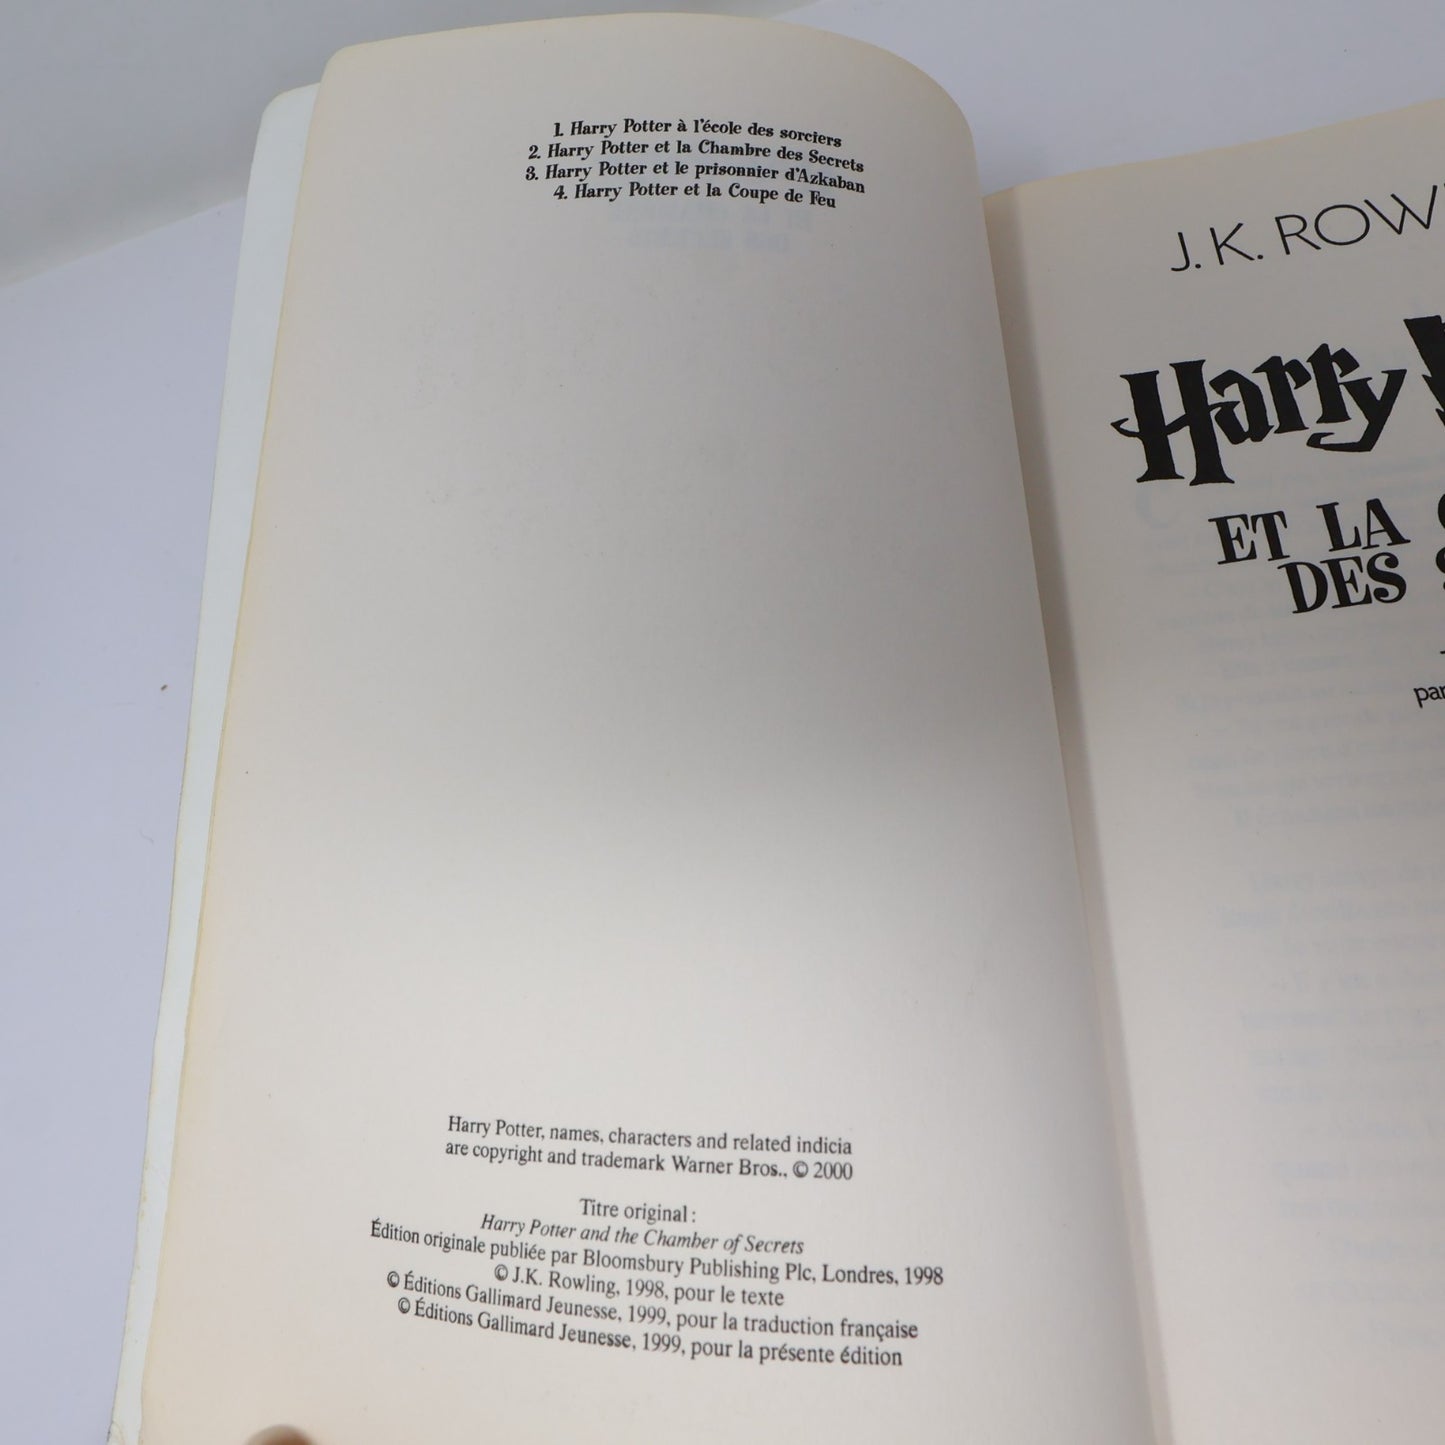 1. Harry Potter à l'école des sorciers
2. Harry Potter et la Chambre des Secrets
3. Harry Potter et le prisonnier d'Azkaban
4. Harry Potter et la Coupe de Feu
Harry Potter, names, characters and related indicia
are copyright and trademark Warner Bros., © 2000
Titre original :
Harry Potter and the Chamber of Secrets
Édition originale publiée par Bloomsbury Publishing Plc, Londres, 1998
© J.K. Rowling, 1998, pour le texte
© Éditions Gallimard Jeunesse, 1999, pour la traduction française
© Éditions Gallimard Jeunesse, 1999, pour la présente édition
J. K. ROW
Harry
ET LA
DES
par